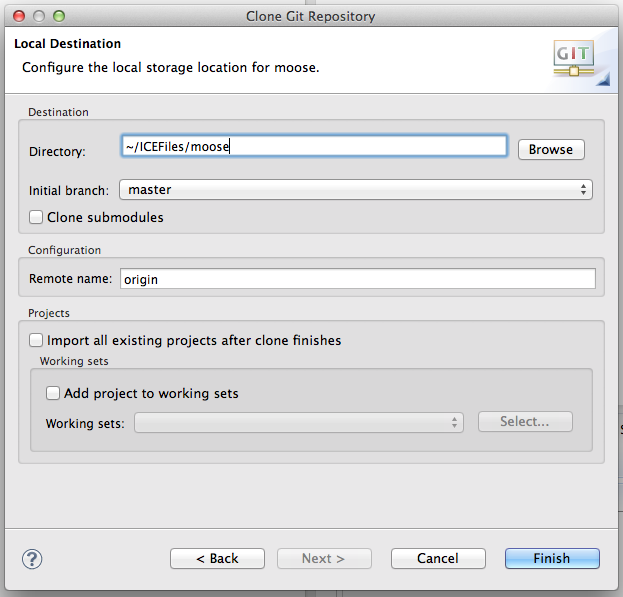 Clone Git Repository
Local Destination
Configure the local storage location for moose.
GIT
Destination
Directory: ~/ICEFiles/moose Browse
Initial branch: master
Clone submodules
Configuration
Remote name: origin
Projects
Import all existing projects after clone finishes
Working sets
Add project to working sets
Working sets: Select...
? < Back Next > Cancel Finish